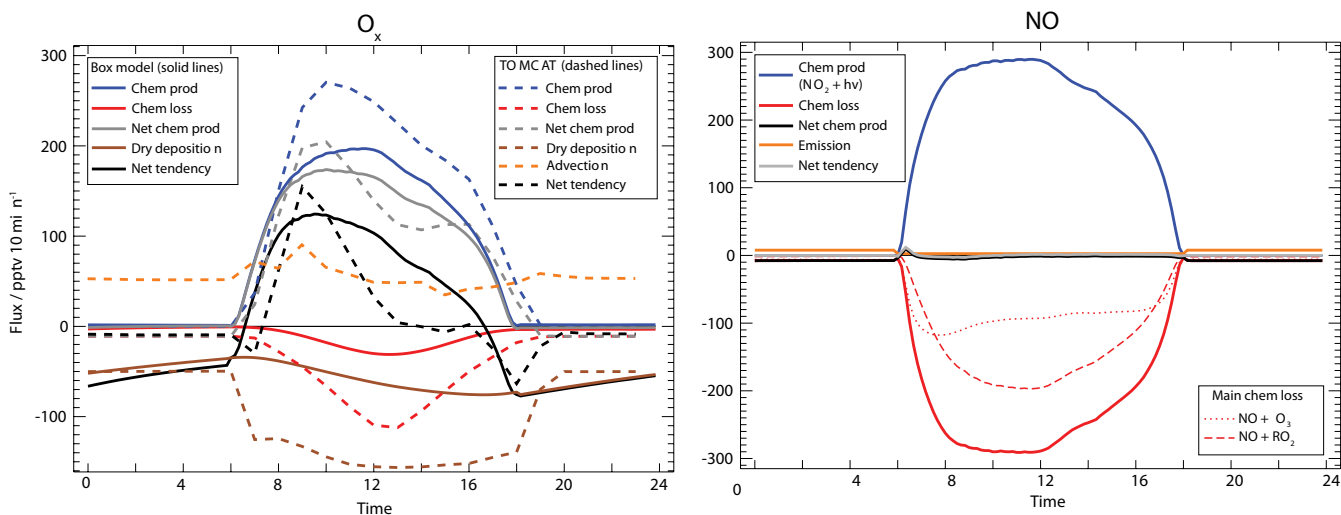 Oₓ
300
200
100
0
-100
Flux / pptv 10 mi n⁻¹
0 4 8 12 16 20 24
Time
Box model (solid lines)
Chem prod
Chem loss
Net chem prod
Dry depositio n
Net tendency
TO MC AT (dashed lines)
Chem prod
Chem loss
Net chem prod
Dry depositio n
Advectio n
Net tendency
NO
300
200
100
0
-100
-200
-300
0 4 8 12 16 20 24
Time
Chem prod
(NO₂ + hv)
Chem loss
Net chem prod
Emission
Net tendency
Main chem loss
NO + O₃
NO + RO₂